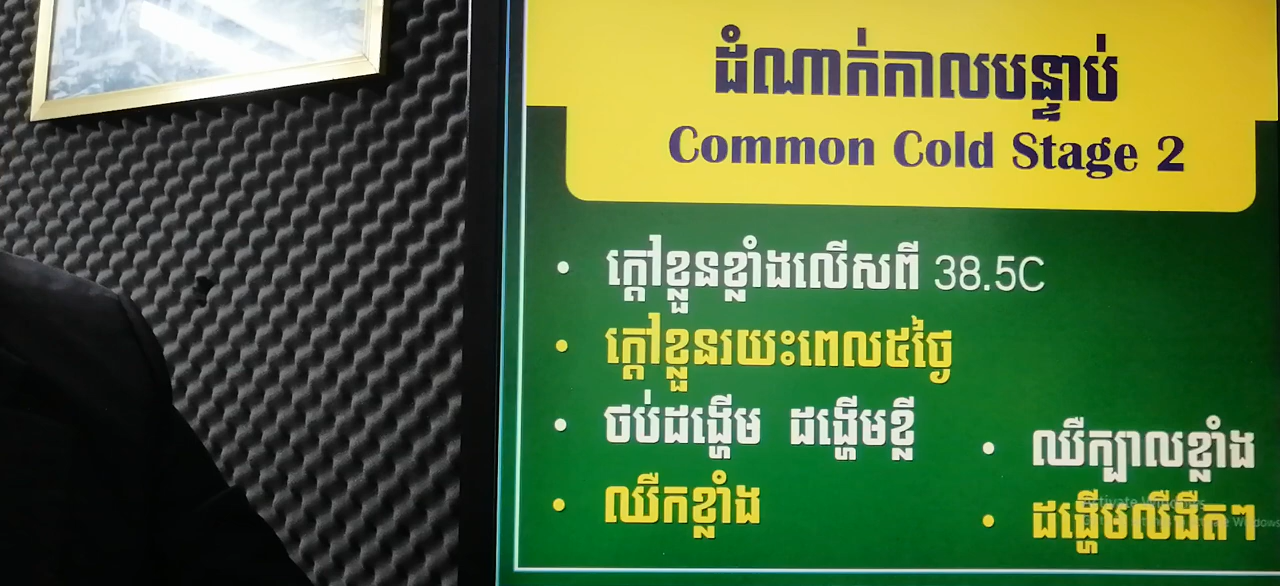 ដំណាក់កាលបន្ទាប់
Common Cold Stage 2
• ក្តៅខ្លួនខ្លាំងលើសពី 38.5C
• ក្តៅខ្លួនរយះពេល៥ថ្ងៃ
• ថប់ដង្ហើម ដង្ហើមខ្លី
• ឈឺកខ្លាំង
• ឈឺក្បាលខ្លាំង
• ដង្ហើមលឺងឺតៗ
Activate Windows